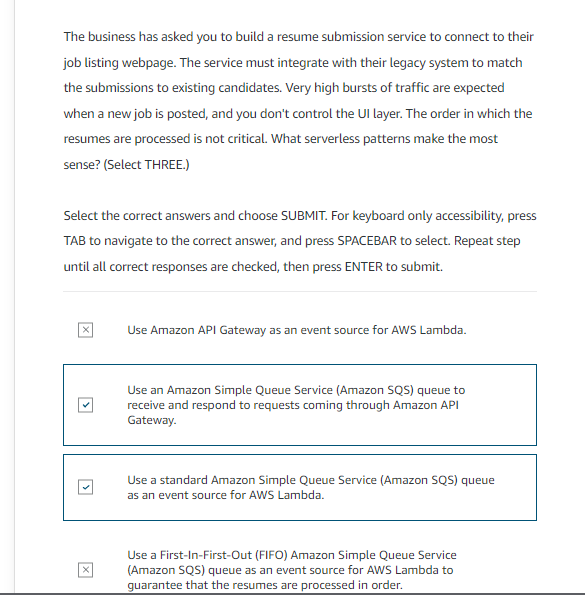 The business has asked you to build a resume submission service to connect to their
job listing webpage. The service must integrate with their legacy system to match
the submissions to existing candidates. Very high bursts of traffic are expected
when a new job is posted, and you don't control the UI layer. The order in which the
resumes are processed is not critical. What serverless patterns make the most
sense? (Select THREE.)
Select the correct answers and choose SUBMIT. For keyboard only accessibility, press
TAB to navigate to the correct answer, and press SPACEBAR to select. Repeat step
until all correct responses are checked, then press ENTER to submit.
Use Amazon API Gateway as an event source for AWS Lambda.
Use an Amazon Simple Queue Service (Amazon SQS) queue to
receive and respond to requests coming through Amazon API
Gateway.
Use a standard Amazon Simple Queue Service (Amazon SQS) queue
as an event source for AWS Lambda.
Use a First-In-First-Out (FIFO) Amazon Simple Queue Service
(Amazon SQS) queue as an event source for AWS Lambda to
guarantee that the resumes are processed in order.